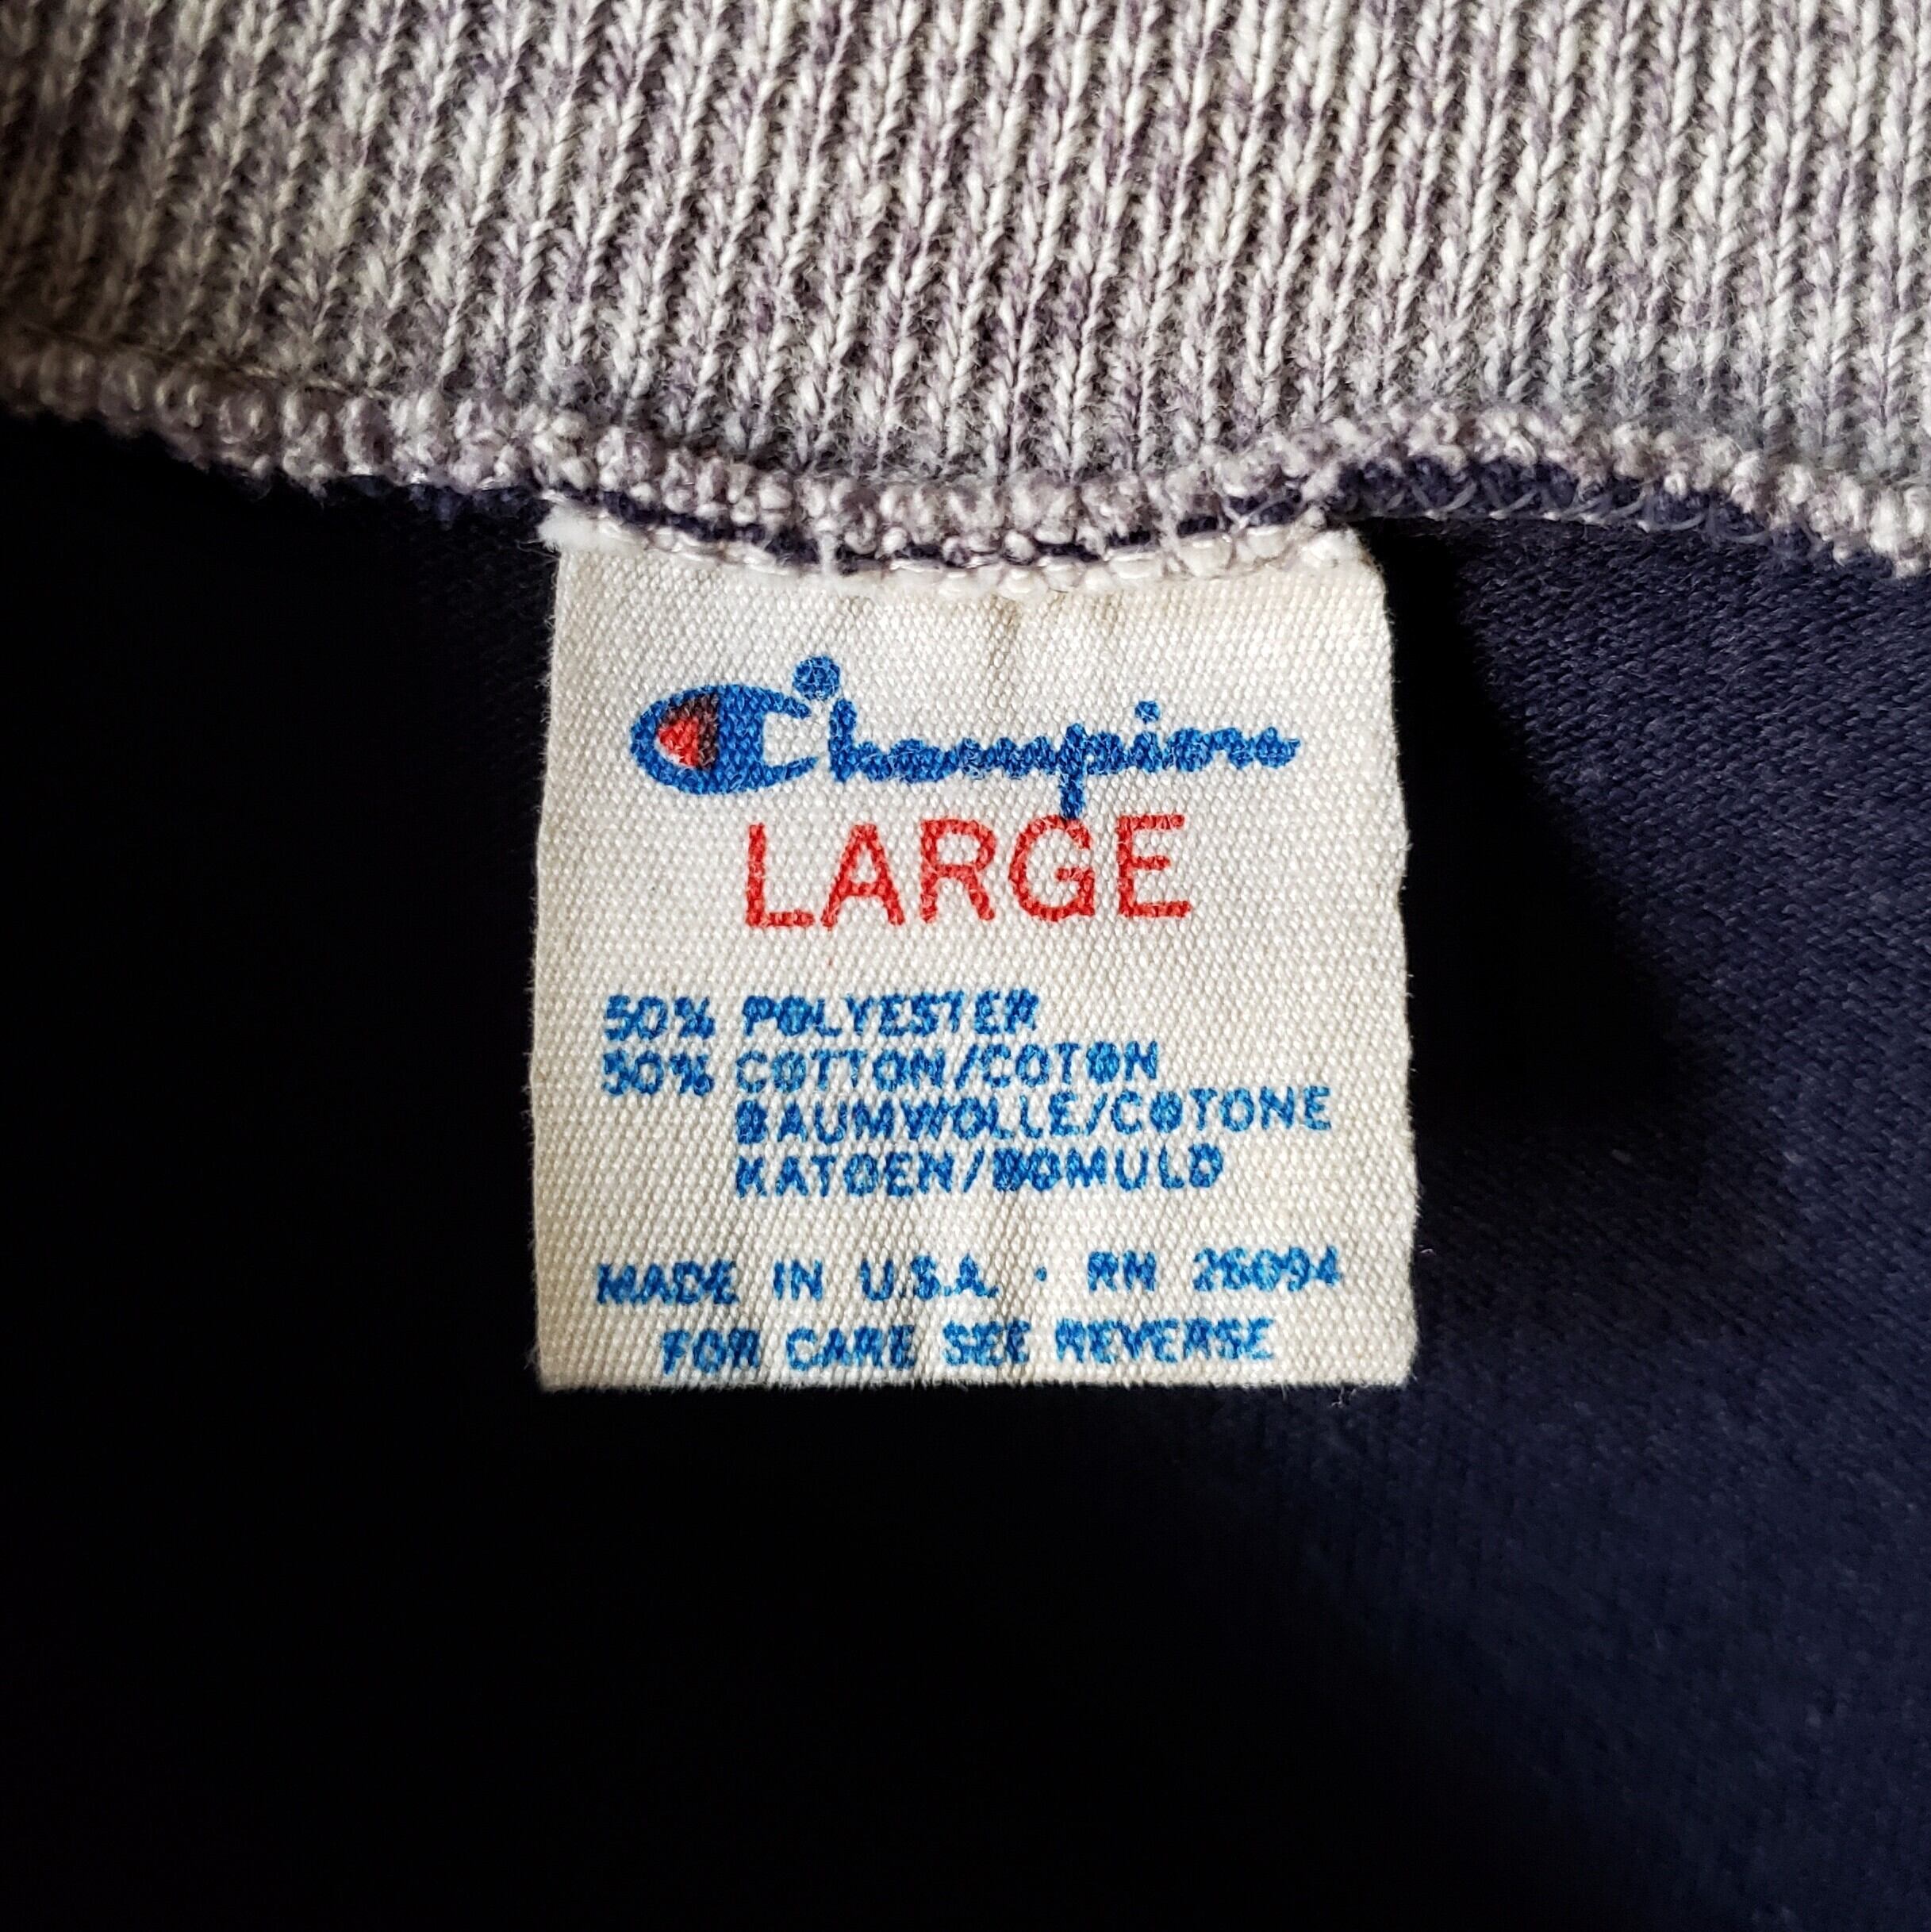 Champion
LARGE
50% POLYESTER
50% COTTON/COTON
BAUMWOLLE/COTONE
KATOEN/BOMULD
MADE IN U.S.A. · RN 26094
FOR CARE SEE REVERSE